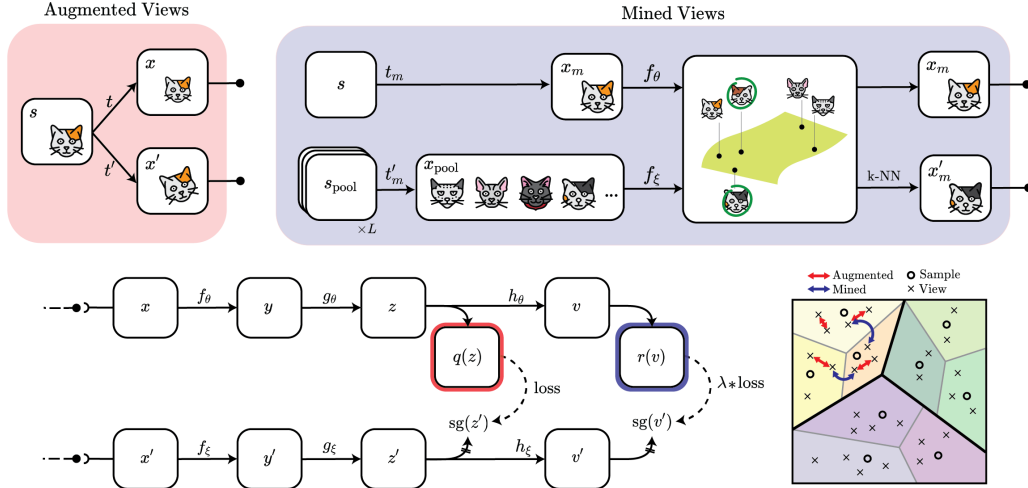 Augmented Views
Mined Views
s
t
t′
x
x′
s
t_m
x_m
f_θ
x_m
s_pool
×L
t′_m
x_pool
...
f_ξ
k-NN
x′_m
x
f_θ
y
g_θ
z
h_θ
v
q(z)
r(v)
loss
λ*loss
sg(z′)
sg(v′)
x′
f_ξ
y′
g_ξ
z′
h_ξ
v′
Augmented
Sample
Mined
View